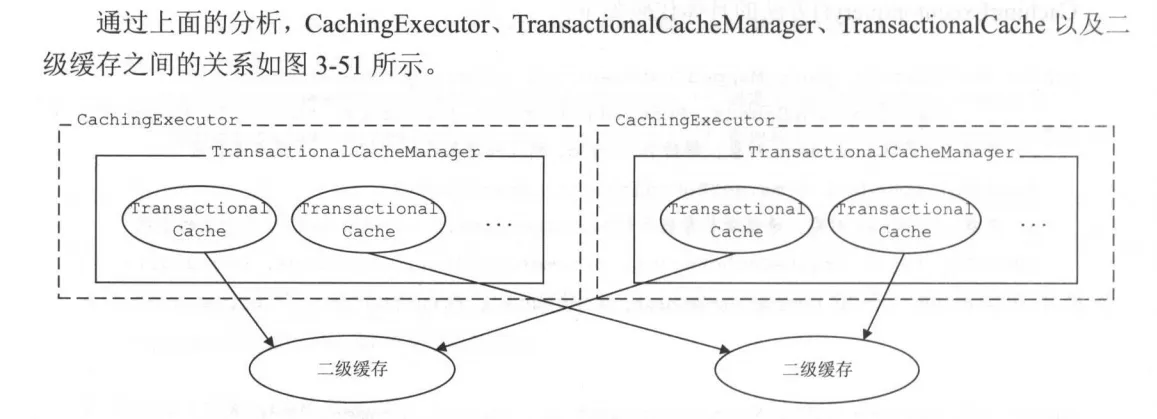 通过上面的分析，CachingExecutor、TransactionalCacheManager、TransactionalCache 以及二
级缓存之间的关系如图 3-51 所示。
CachingExecutor
CachingExecutor
TransactionalCacheManager
TransactionalCacheManager
Transactional
Cache
Transactional
Cache
....
Transactional
Cache
Transactional
Cache
...
二级缓存
二级缓存